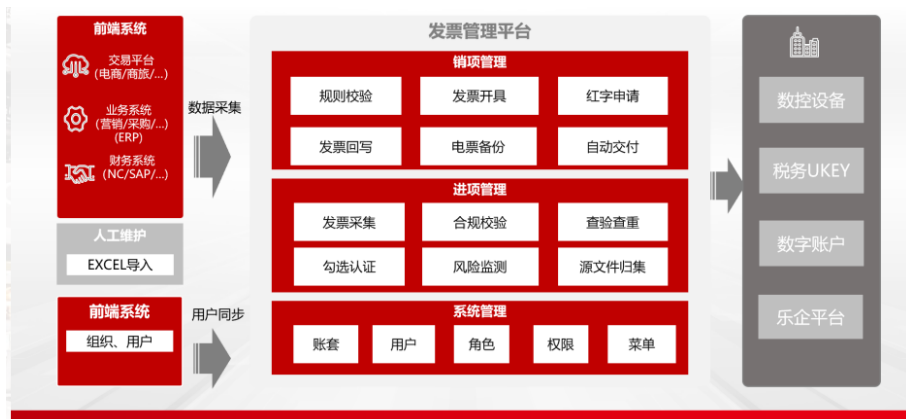 前端系统
交易平台
(电商/商旅/...)
业务系统
(营销/采购/...)
(ERP)
财务系统
(NC/SAP/...)
人工维护
EXCEL导入
前端系统
组织、用户
数据采集
用户同步
发票管理平台
销项管理
规则校验
发票开具
红字申请
发票回写
电票备份
自动交付
进项管理
发票采集
合规校验
查验查重
勾选认证
风险监测
源文件归集
系统管理
账套
用户
角色
权限
菜单
数控设备
税务UKEY
数字账户
乐企平台